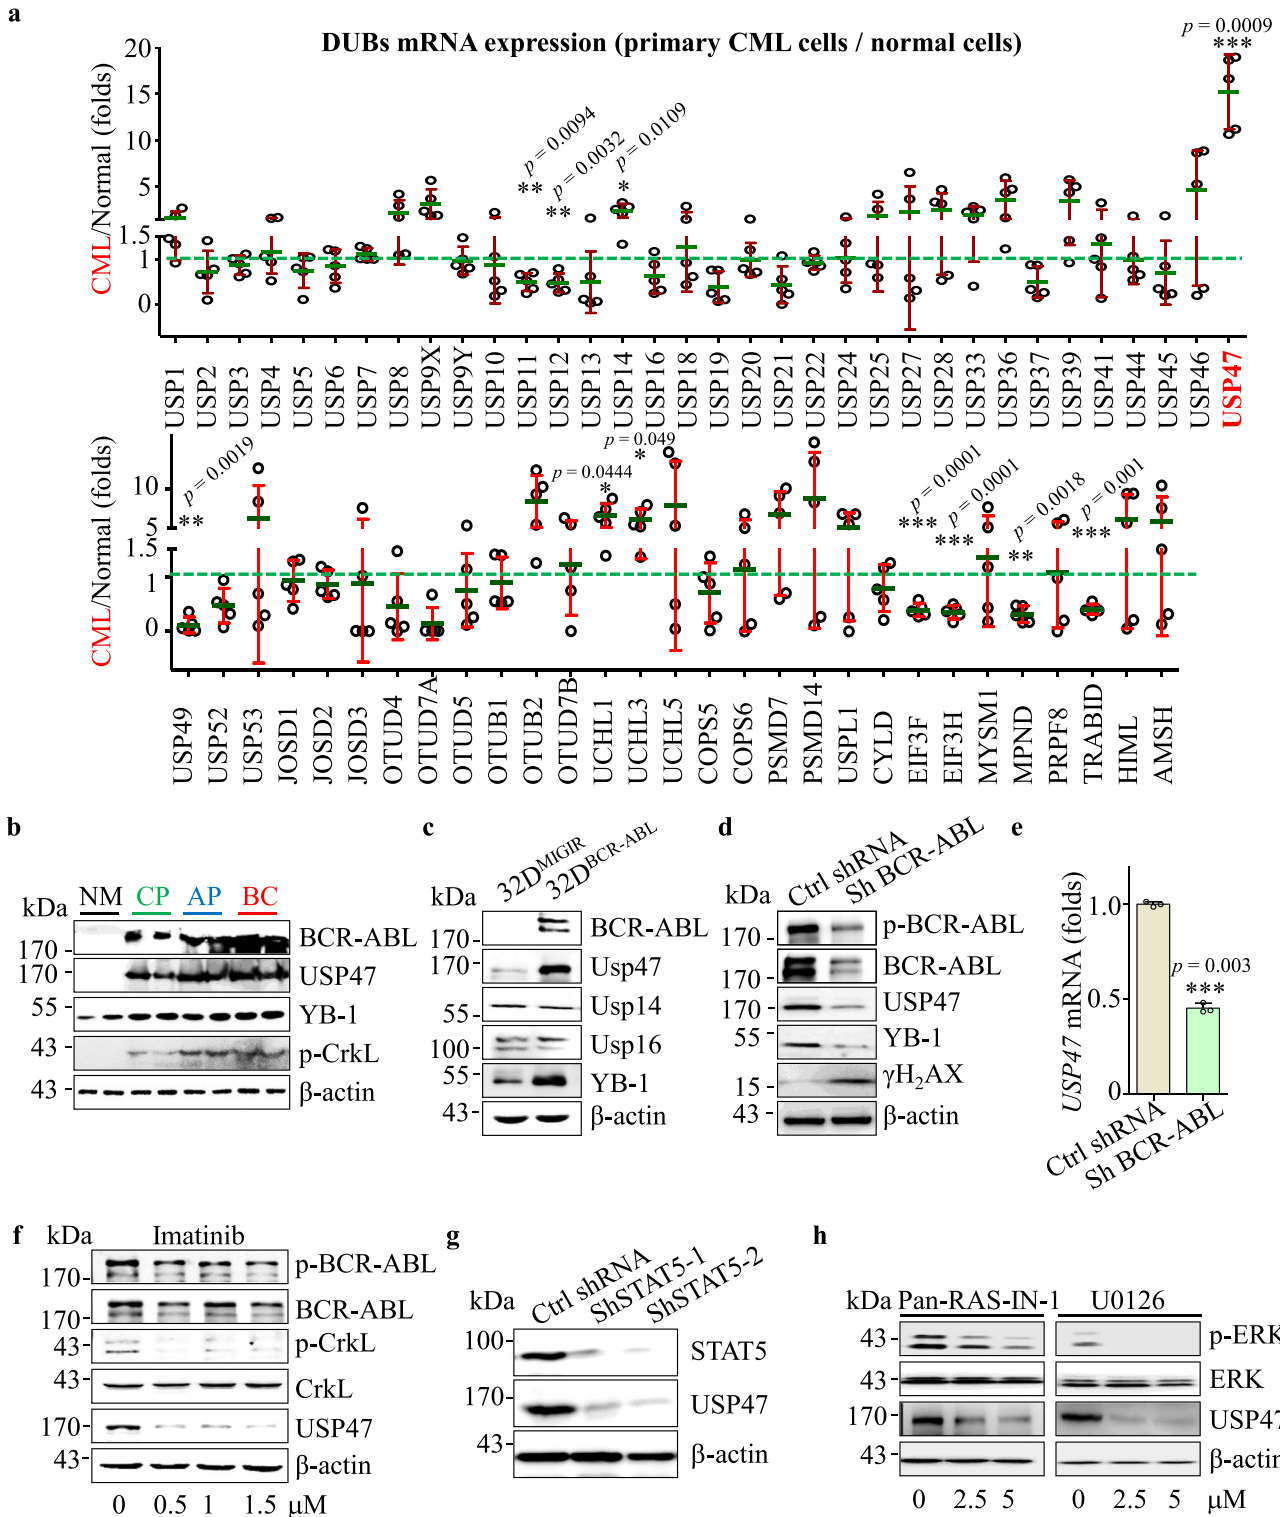 a
DUBs mRNA expression (primary CML cells / normal cells)
CML/Normal (folds)
20
15
10
5
1.5
1
0
p = 0.0094
**
p = 0.0032
**
p = 0.0109
*
p = 0.0009
***
USP1 USP2 USP3 USP4 USP5 USP6 USP7 USP8 USP9X USP9Y USP10 USP11 USP12 USP13 USP14 USP16 USP18 USP19 USP20 USP21 USP22 USP24 USP25 USP27 USP28 USP33 USP36 USP37 USP39 USP41 USP44 USP45 USP46 USP47
CML/Normal (folds)
10
5
1.5
1
0
p = 0.0019
**
p = 0.0444
*
p = 0.049
*
p = 0.0001
***
p = 0.0001
***
p = 0.0018
**
p = 0.001
***
USP49 USP52 USP53 JOSD1 JOSD2 JOSD3 OTUD4 OTUD7A OTUD5 OTUB1 OTUB2 OTUD7B UCHL1 UCHL3 UCHL5 COPS5 COPS6 PSMD7 PSMD14 USPL1 CYLD EIF3F EIF3H MYSM1 MPND PRPF8 TRABID HIML AMSH
b
kDa NM CP AP BC
170 BCR-ABL
170 USP47
55 YB-1
43 p-CrkL
43 β-actin
c
kDa 32D^MIGIR 32D^BCR-ABL
170 BCR-ABL
170 Usp47
55 Usp14
100 Usp16
55 YB-1
43 β-actin
d
kDa Ctrl shRNA Sh BCR-ABL
170 p-BCR-ABL
170 BCR-ABL
170 USP47
55 YB-1
15 γH₂AX
43 β-actin
e
USP47 mRNA (folds)
1.0
0.5
0
p = 0.003
***
Ctrl shRNA
Sh BCR-ABL
f
kDa Imatinib
170 p-BCR-ABL
170 BCR-ABL
43 p-CrkL
43 CrkL
170 USP47
43 β-actin
0 0.5 1 1.5 μM
g
kDa Ctrl shRNA ShSTAT5-1 ShSTAT5-2
100 STAT5
170 USP47
43 β-actin
h
kDa Pan-RAS-IN-1 U0126
43 p-ERK
43 ERK
170 USP47
43 β-actin
0 2.5 5 0 2.5 5 μM